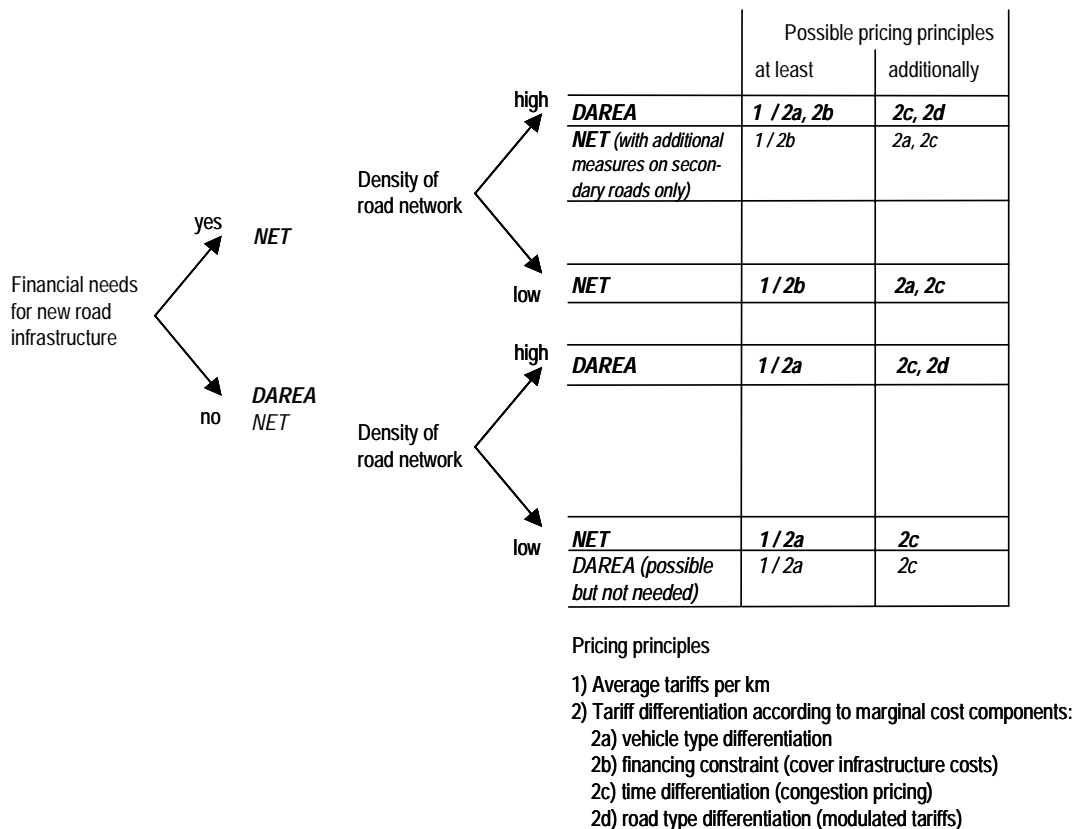 Possible pricing principles
at least additionally
high
DAREA 1 / 2a, 2b 2c, 2d
NET (with additional 1 / 2b 2a, 2c
measures on secon-
dary roads only)
Density of
road network
yes NET
low NET 1 / 2b 2a, 2c
Financial needs
for new road
infrastructure
high DAREA 1 / 2a 2c, 2d
no DAREA
NET
Density of
road network
low NET 1 / 2a 2c
DAREA (possible 1 / 2a 2c
but not needed)
Pricing principles
1) Average tariffs per km
2) Tariff differentiation according to marginal cost components:
2a) vehicle type differentiation
2b) financing constraint (cover infrastructure costs)
2c) time differentiation (congestion pricing)
2d) road type differentiation (modulated tariffs)